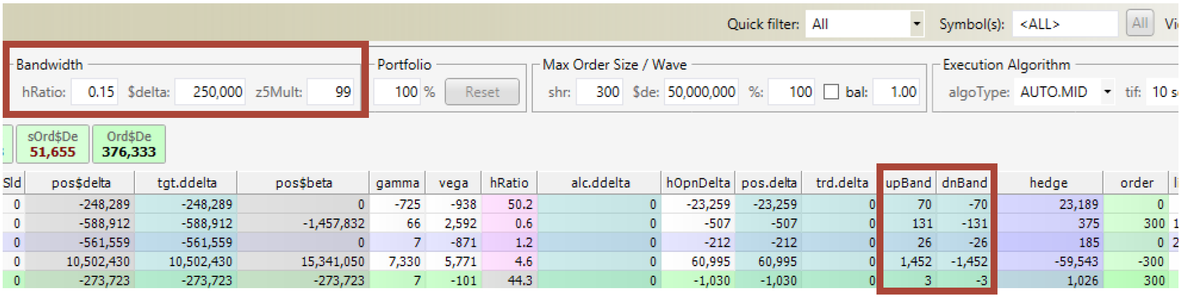 Quick filter: All Symbol(s): <ALL> All Vi
Bandwidth Portfolio Max Order Size / Wave Execution Algorithm
hRatio: 0.15 $delta: 250,000 z5Mult: 99 100 % Reset shr: 300 $de: 50,000,000 %: 100 bal: 1.00 algoType: AUTO.MID tif: 10 s
sOrd$De Ord$De
51,655 376,333
Sld pos$delta tgt.ddelta pos$beta gamma vega hRatio alc.ddelta hOpnDelta pos.delta trd.delta upBand dnBand hedge order
0 -248,289 -248,289 0 -725 -938 50.2 0 -23,259 -23,259 0 70 -70 23,189 0
0 -588,912 -588,912 -1,457,832 66 2,592 0.6 0 -507 -507 0 131 -131 375 300
0 -561,559 -561,559 0 7 -871 1.2 0 -212 -212 0 26 -26 185 0
0 10,502,430 10,502,430 15,341,050 7,330 5,771 4.6 0 60,995 60,995 0 1,452 -1,452 -59,543 -300
0 -273,723 -273,723 0 7 -101 44.3 0 -1,030 -1,030 0 3 -3 1,026 300